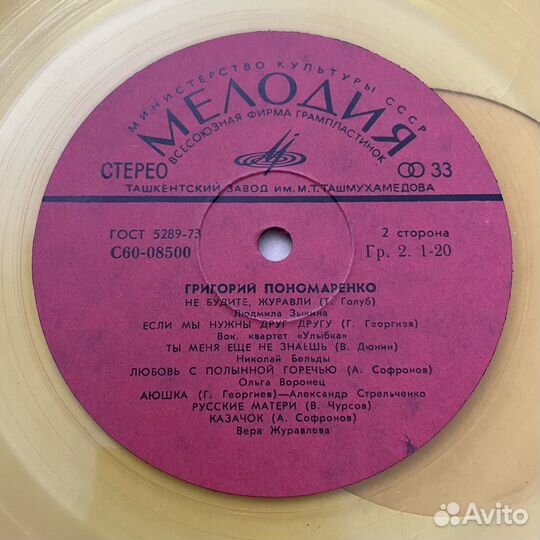 МИНИСТЕРСТВО КУЛЬТУРЫ СССР
МЕЛОДИЯ
ВСЕСОЮЗНАЯ ФИРМА ГРАМПЛАСТИНОК
СТЕРЕО 33
ТАШКЕНТСКИЙ ЗАВОД ИМ. М.Т. ТАШМУХАМЕДОВА
ГОСТ 5289-73 2 сторона
С60-08500 Гр. 2. 1-20
ГРИГОРИЙ ПОНОМАРЕНКО
НЕ БУДИТЕ, ЖУРАВЛИ (Т. Голуб)
Людмила Зыкина
ЕСЛИ МЫ НУЖНЫ ДРУГ ДРУГУ (Г. Георгиев)
Вок. квартет «Улыбка»
ТЫ МЕНЯ ЕЩЕ НЕ ЗНАЕШЬ (В. Дюнин)
Николай Бельды
ЛЮБОВЬ С ПОЛЫННОЙ ГОРЕЧЬЮ (А. Софронов)
Ольга Воронец
АЮШКА (Г. Георгиев)—Александр Стрельченко
РУССКИЕ МАТЕРИ (В. Чурсов)
КАЗАЧОК (А. Софронов)
Вера Журавлева
Avito